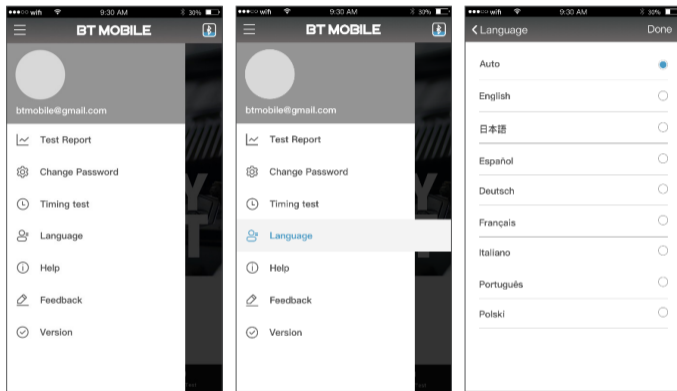 wifi 9:30 AM 30%
BT MOBILE
btmobile@gmail.com
Test Report
Change Password
Timing test
Language
Help
Feedback
Version
wifi 9:30 AM 30%
BT MOBILE
btmobile@gmail.com
Test Report
Change Password
Timing test
Language
Help
Feedback
Version
wifi 9:30 AM 30%
Language Done
Auto
English
日本語
Español
Deutsch
Français
Italiano
Português
Polski